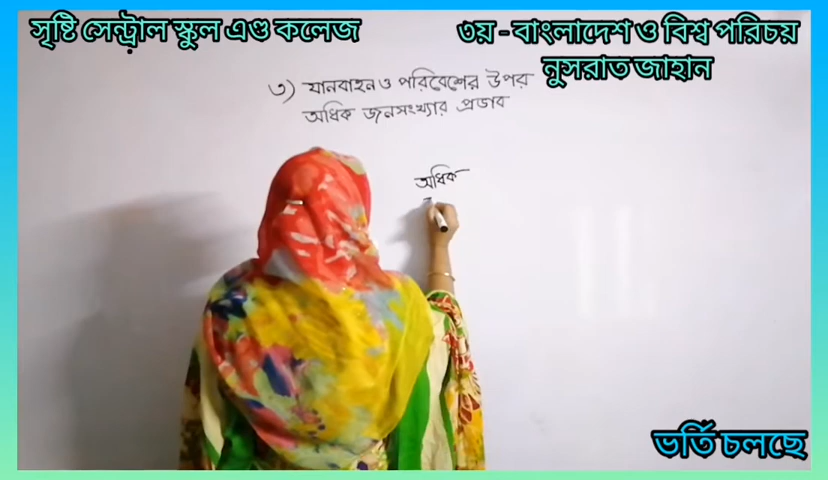 সৃষ্টি সেন্ট্রাল স্কুল এণ্ড কলেজ
৩য় - বাংলাদেশ ও বিশ্ব পরিচয়
নুসরাত জাহান
৩) যানবাহন ও পরিবেশের উপর
অধিক জনসংখ্যার প্রভাব
অধিক
ভর্তি চলছে